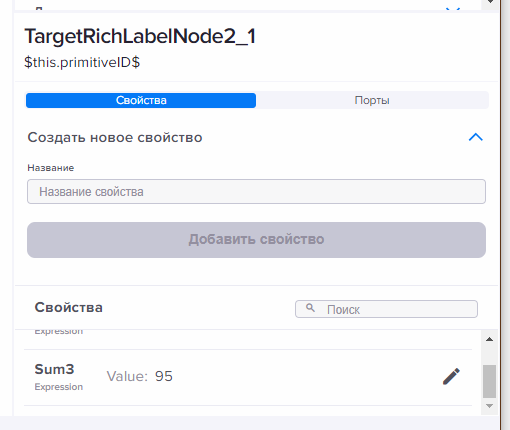 TargetRichLabelNode2_1
$this.primitiveID$
Свойства Порты
Создать новое свойство
Название
Название свойства
Добавить свойство
Свойства Поиск
Expression
Sum3 Value: 95
Expression